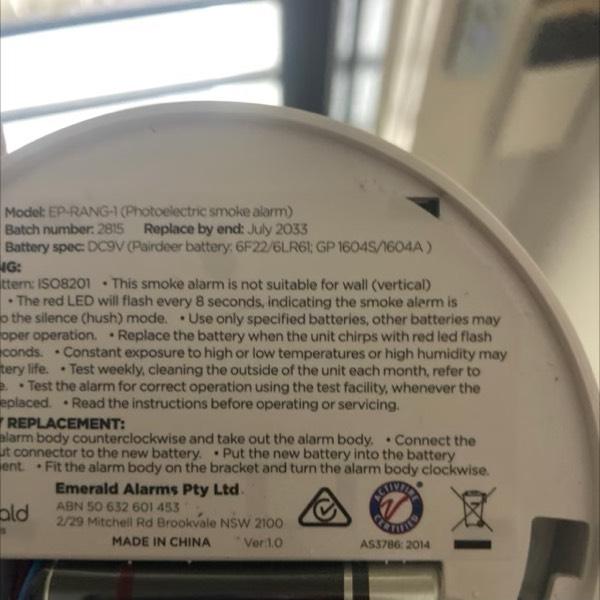 Model: EP-RANG-1 (Photoelectric smoke alarm)
Batch number: 2815 Replace by end: July 2033
Battery spec: DC9V (Pairdeer battery: 6F22/6LR61; GP 1604S/1604A )
NG:
ttern: ISO8201 • This smoke alarm is not suitable for wall (vertical)
• The red LED will flash every 8 seconds, indicating the smoke alarm is
o the silence (hush) mode. • Use only specified batteries, other batteries may
oper operation. • Replace the battery when the unit chirps with red led flash
econds. • Constant exposure to high or low temperatures or high humidity may
tery life. • Test weekly, cleaning the outside of the unit each month, refer to
e. • Test the alarm for correct operation using the test facility, whenever the
eplaced. • Read the instructions before operating or servicing.
Y REPLACEMENT:
alarm body counterclockwise and take out the alarm body. • Connect the
ut connector to the new battery. • Put the new battery into the battery
ent. • Fit the alarm body on the bracket and turn the alarm body clockwise.
Emerald Alarms Pty Ltd.
ABN 50 632 601 453
2/29 Mitchell Rd Brookvale NSW 2100
MADE IN CHINA Ver:1.0
ald
s
ACTIVFIRE
CERTIFIED
AS3786: 2014